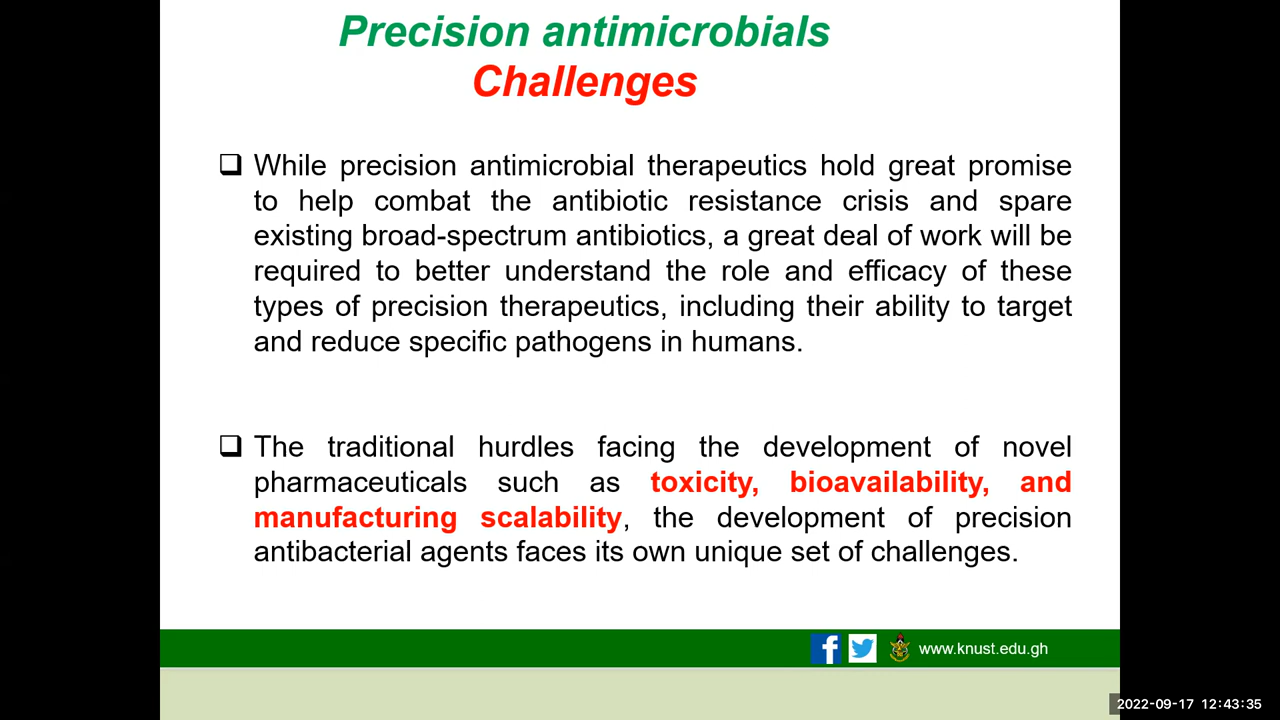 Precision antimicrobials
Challenges
❑ While precision antimicrobial therapeutics hold great promise
to help combat the antibiotic resistance crisis and spare
existing broad-spectrum antibiotics, a great deal of work will be
required to better understand the role and efficacy of these
types of precision therapeutics, including their ability to target
and reduce specific pathogens in humans.
❑ The traditional hurdles facing the development of novel
pharmaceuticals such as toxicity, bioavailability, and
manufacturing scalability, the development of precision
antibacterial agents faces its own unique set of challenges.
www.knust.edu.gh
2022-09-17 12:43:35